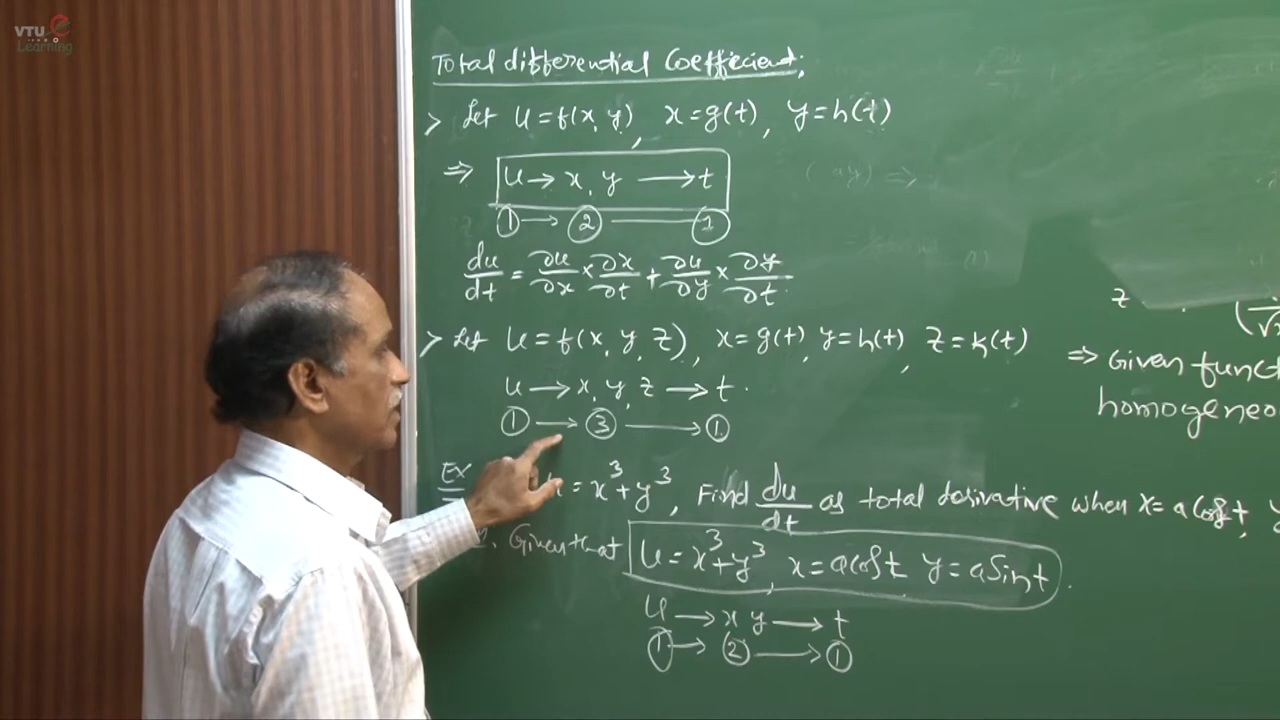 VTU e Learning
Total differential Coefficient;
> Let u = f(x, y), x = g(t), y = h(t)
⇒ u → x, y → t
① → ② — ①
du/dt = ∂u/∂x × ∂x/∂t + ∂u/∂y × ∂y/∂t
> Let u = f(x, y, z), x = g(t), y = h(t), z = k(t)
u → x, y, z → t.
① → ③ → ①
Ex u = x³ + y³, Find du/dt as total derivative when x = a cos t, y
Given that u = x³ + y³, x = a cos t y = a sin t.
u → x y → t
① → ② → ①
z
⇒ Given funct
homogeneo